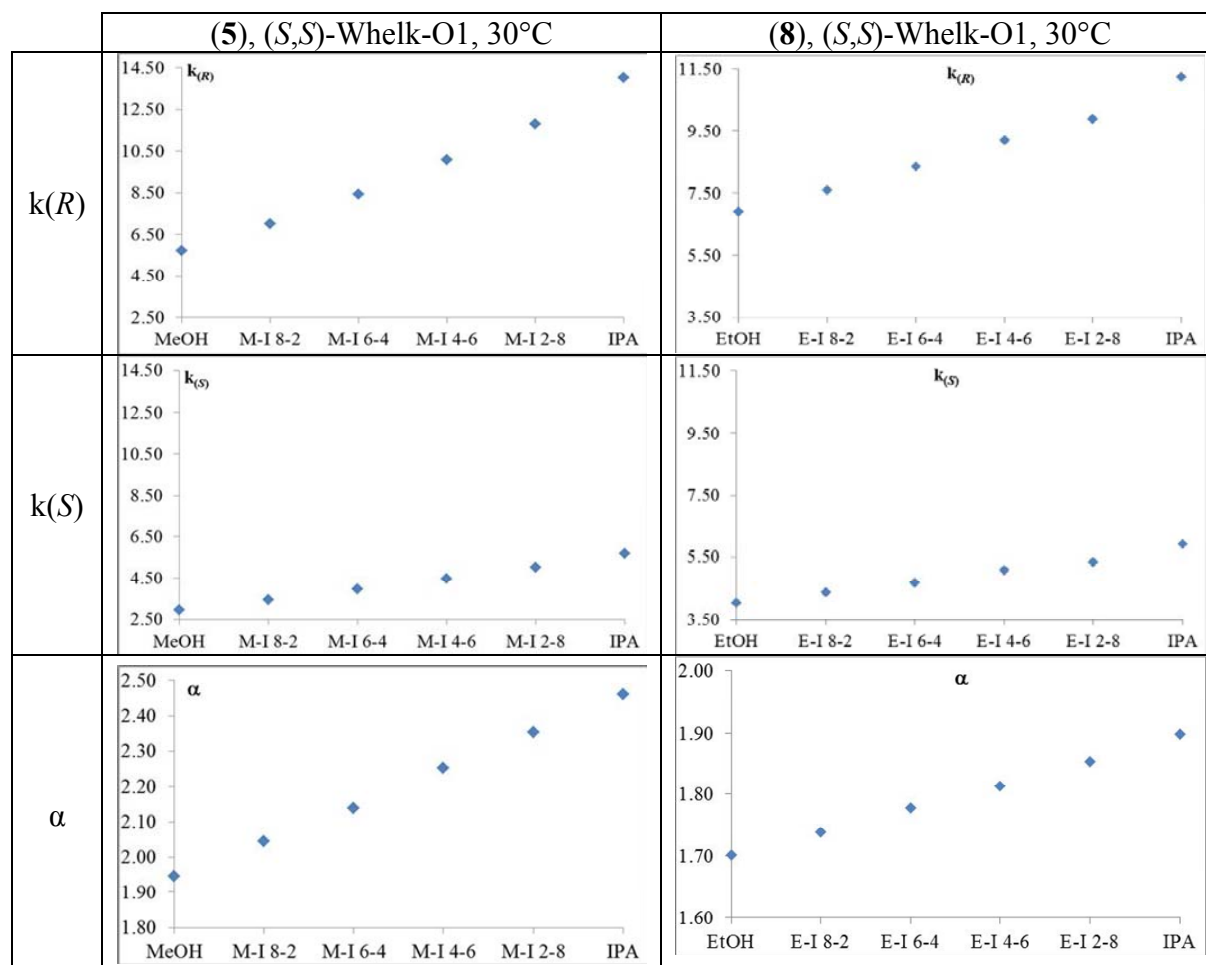 (5), (S,S)-Whelk-O1, 30°C
(8), (S,S)-Whelk-O1, 30°C
k(R)
k(R)
14.50
12.50
10.50
8.50
6.50
4.50
2.50
MeOH M-I 8-2 M-I 6-4 M-I 4-6 M-I 2-8 IPA
k(R)
11.50
9.50
7.50
5.50
3.50
EtOH E-I 8-2 E-I 6-4 E-I 4-6 E-I 2-8 IPA
k(S)
k(S)
14.50
12.50
10.50
8.50
6.50
4.50
2.50
MeOH M-I 8-2 M-I 6-4 M-I 4-6 M-I 2-8 IPA
k(S)
11.50
9.50
7.50
5.50
3.50
EtOH E-I 8-2 E-I 6-4 E-I 4-6 E-I 2-8 IPA
α
α
2.50
2.40
2.30
2.20
2.10
2.00
1.90
1.80
MeOH M-I 8-2 M-I 6-4 M-I 4-6 M-I 2-8 IPA
α
2.00
1.90
1.80
1.70
1.60
EtOH E-I 8-2 E-I 6-4 E-I 4-6 E-I 2-8 IPA